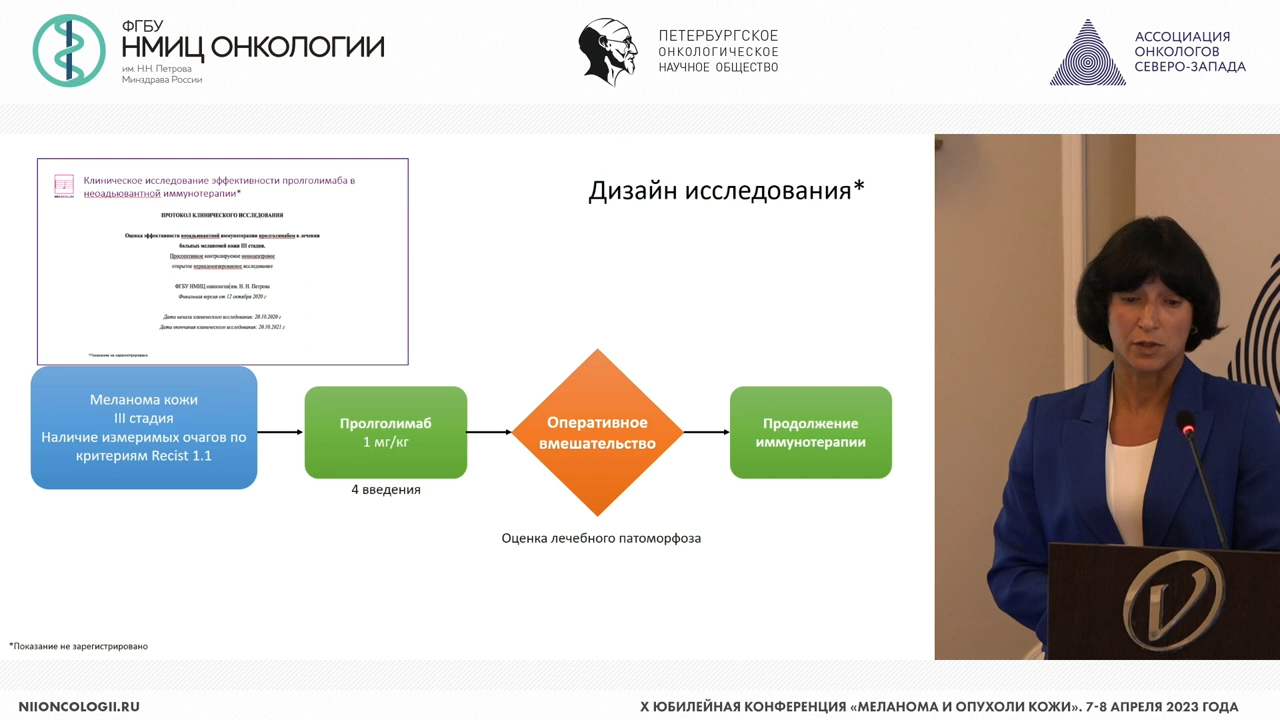 ФГБУ
НМИЦ ОНКОЛОГИИ
им. Н.Н. Петрова
Минздрава России
ПЕТЕРБУРГСКОЕ
ОНКОЛОГИЧЕСКОЕ
НАУЧНОЕ ОБЩЕСТВО
АССОЦИАЦИЯ
ОНКОЛОГОВ
СЕВЕРО-ЗАПАДА
Клиническое исследование эффективности пролголимаба в
неоадьювантной иммунотерапии*
ПРОТОКОЛ КЛИНИЧЕСКОГО ИССЛЕДОВАНИЯ
Оценка эффективности неоадьювантной иммунотерапии пролголимабом в лечении
больных меланомой кожи III стадии.
Проспективное контролируемое моноцентровое
открытое нерандомизированное исследование
ФГБУ НМИЦ онкологии им. Н. Н. Петрова
Финальная версия от 12 октября 2020 г
Дата начала клинического исследования: 20.10.2020 г
Дата окончания клинического исследования: 20.10.2021 г
*Показание не зарегистрировано
Дизайн исследования*
Меланома кожи
III стадия
Наличие измеримых очагов по
критериям Recist 1.1
Пролголимаб
1 мг/кг
4 введения
Оперативное
вмешательство
Оценка лечебного патоморфоза
Продолжение
иммунотерапии
*Показание не зарегистрировано
NIIONCOLOGII.RU
X ЮБИЛЕЙНАЯ КОНФЕРЕНЦИЯ «МЕЛАНОМА И ОПУХОЛИ КОЖИ». 7-8 АПРЕЛЯ 2023 ГОДА